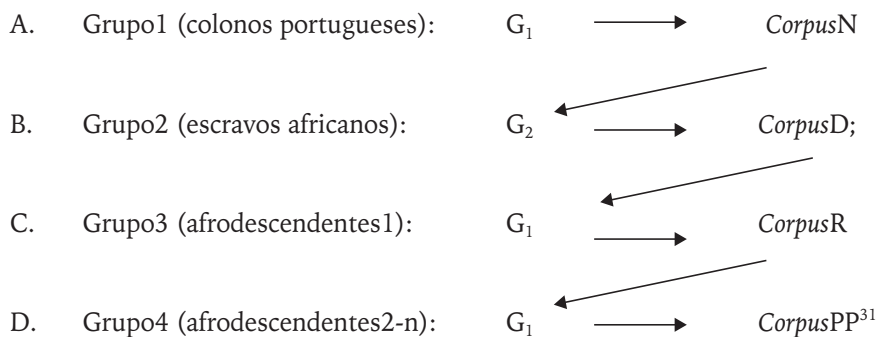 A. Grupo1 (colonos portugueses): G₁ CorpusN
B. Grupo2 (escravos africanos): G₂ CorpusD;
C. Grupo3 (afrodescendentes1): G₁ CorpusR
D. Grupo4 (afrodescendentes2-n): G₁ CorpusPP³¹